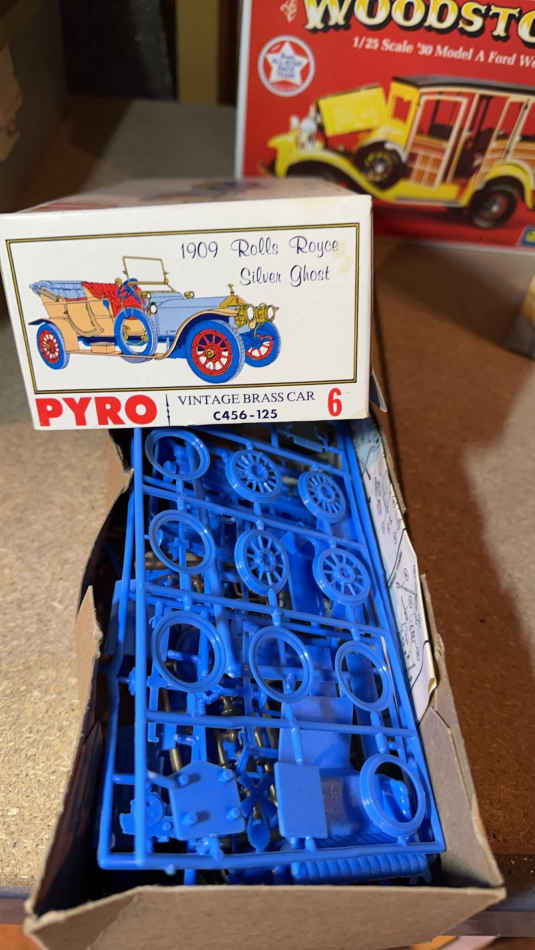 WOODSTO
1/25 Scale '30 Model A Ford Wo
1909 Rolls Royce
Silver Ghost
PYRO
VINTAGE BRASS CAR
C456-125
6